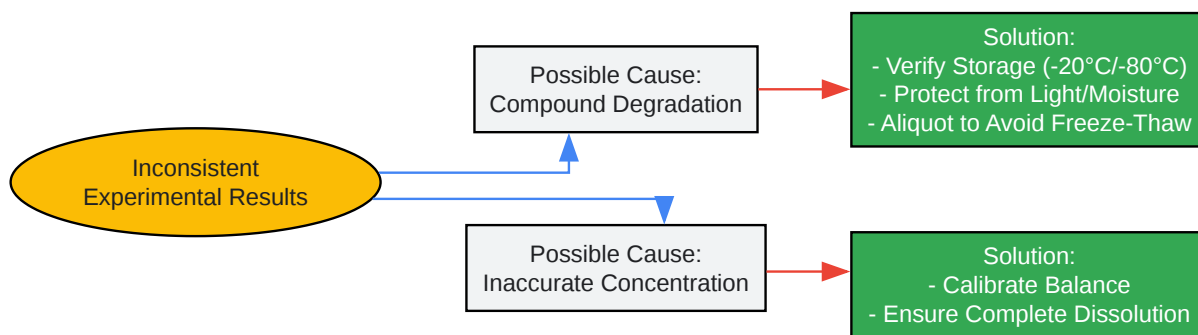 Inconsistent
Experimental Results
Possible Cause:
Compound Degradation
Solution:
- Verify Storage (-20°C/-80°C)
- Protect from Light/Moisture
- Aliquot to Avoid Freeze-Thaw
Possible Cause:
Inaccurate Concentration
Solution:
- Calibrate Balance
- Ensure Complete Dissolution